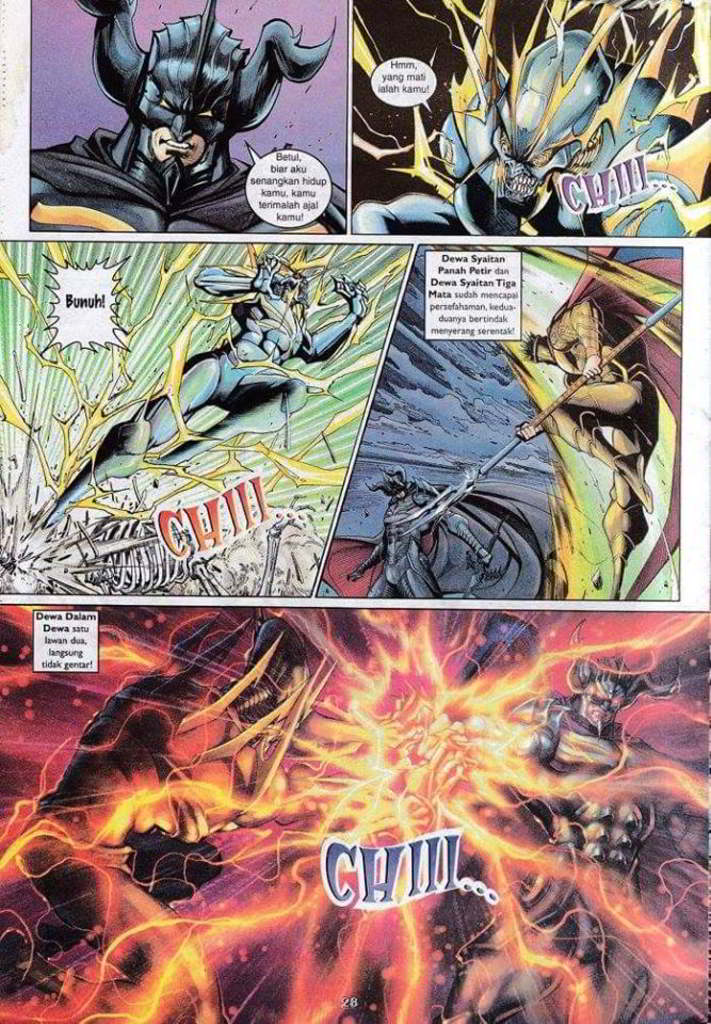 Betul,
biar aku
senangkan hidup
kamu, kamu
terimalah ajal
kamu!
Hmm,
yang mati
ialah kamu!
CHIII...
Bunuh!
CHIII...
Dewa Syaitan
Panah Petir dan
Dewa Syaitan Tiga
Mata sudah mencapai
persefahaman, kedua-
duanya bertindak
menyerang serentak!
Dewa Dalam
Dewa satu
lawan dua,
langsung
tidak gentar!
CHIII...
28